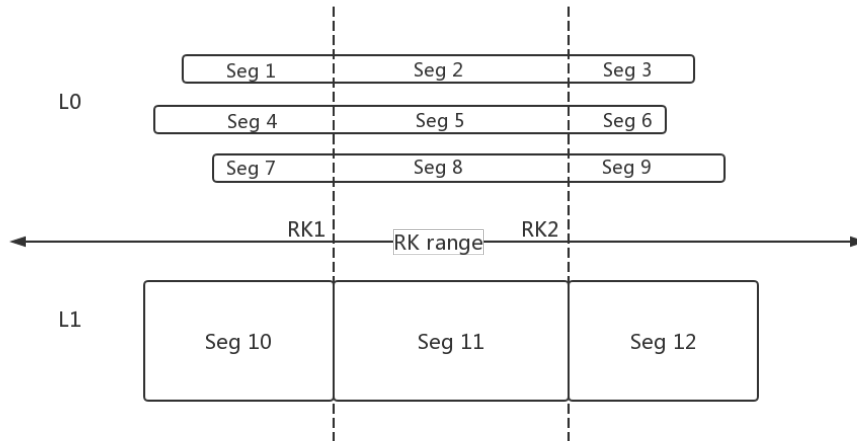 Seg 1 Seg 2 Seg 3
L0
Seg 4 Seg 5 Seg 6
Seg 7 Seg 8 Seg 9
RK1 RK2
RK range
L1
Seg 10 Seg 11 Seg 12